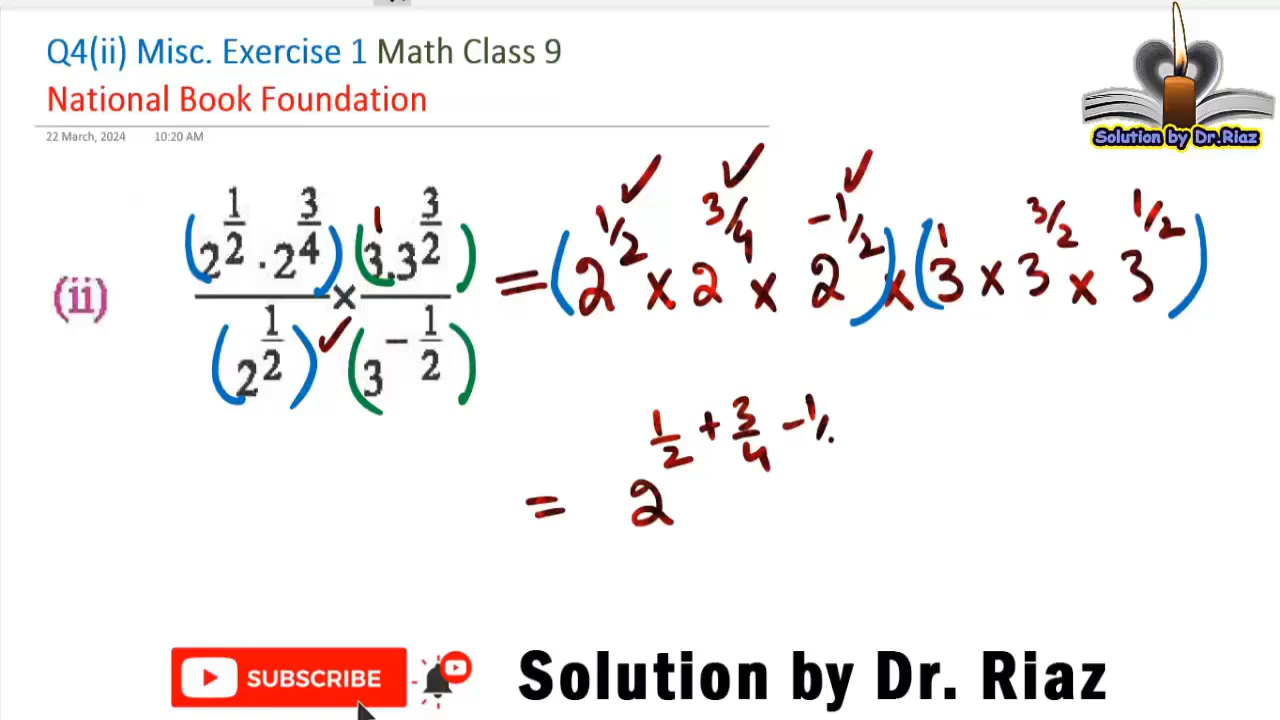 Q4(ii) Misc. Exercise 1 Math Class 9
National Book Foundation
22 March, 2024 10:20 AM
Solution by Dr.Riaz
(ii) (2^{1/2} · 2^{3/4}) / (2^{1/2}) × (3^1 . 3^{3/2}) / (3^{-1/2}) = (2^{1/2} × 2^{3/4} × 2^{-1/2}) × (3^1 × 3^{3/2} × 3^{1/2})
= 2^{1/2 + 3/4 - 1/
SUBSCRIBE
Solution by Dr. Riaz